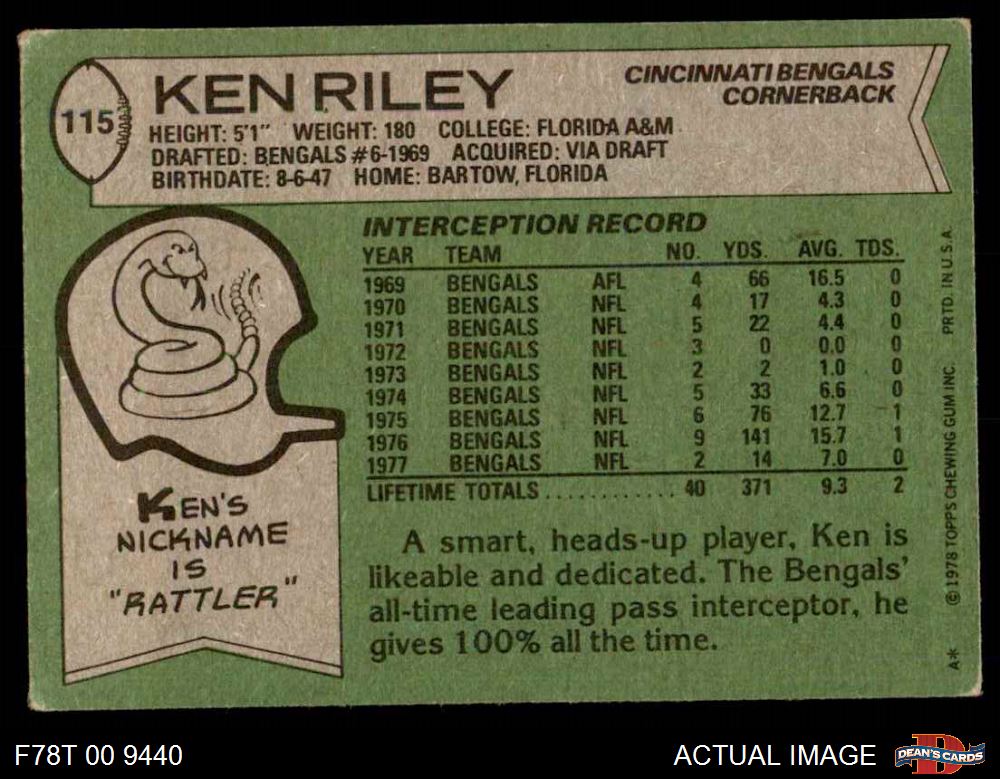 115
KEN RILEY
CINCINNATI BENGALS
CORNERBACK
HEIGHT: 5'1" WEIGHT: 180 COLLEGE: FLORIDA A&M
DRAFTED: BENGALS #6-1969 ACQUIRED: VIA DRAFT
BIRTHDATE: 8-6-47 HOME: BARTOW, FLORIDA
INTERCEPTION RECORD
YEAR TEAM NO. YDS. AVG. TDS.
1969 BENGALS AFL 4 66 16.5 0
1970 BENGALS NFL 4 17 4.3 0
1971 BENGALS NFL 5 22 4.4 0
1972 BENGALS NFL 3 0 0.0 0
1973 BENGALS NFL 2 2 1.0 0
1974 BENGALS NFL 5 33 6.6 0
1975 BENGALS NFL 6 76 12.7 1
1976 BENGALS NFL 9 141 15.7 1
1977 BENGALS NFL 2 14 7.0 0
LIFETIME TOTALS ............ 40 371 9.3 2
KEN'S
NICKNAME
IS
"RATTLER"
A smart, heads-up player, Ken is
likeable and dedicated. The Bengals'
all-time leading pass interceptor, he
gives 100% all the time.
A* © 1978 TOPPS CHEWING GUM INC. PRTD. IN U.S.A.
F78T 00 9440
ACTUAL IMAGE
DEAN'S CARDS